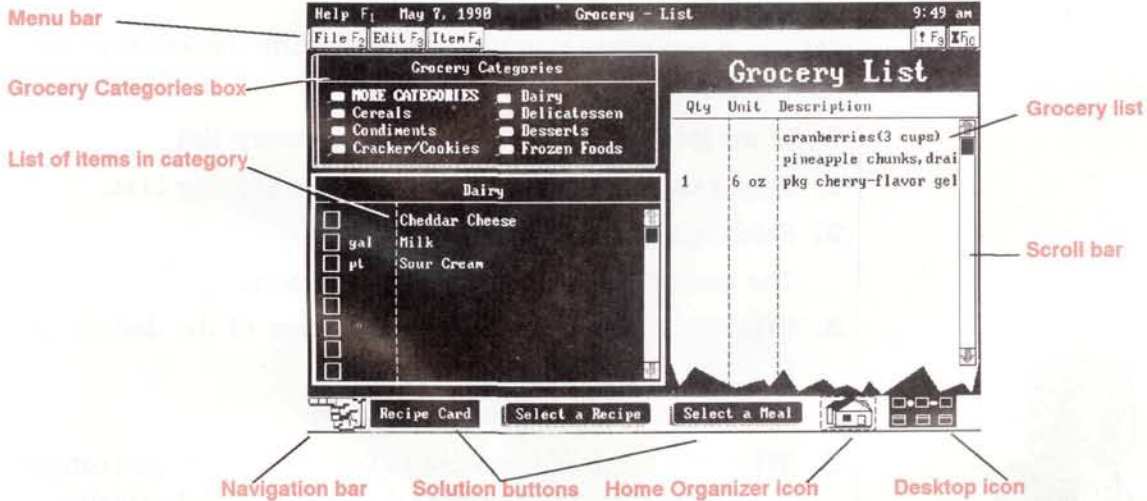 Help F1 May 7, 1990 Grocery - List 9:49 am
Menu bar
File F2 Edit F3 Item F4 F9 F10
Grocery Categories
Grocery List
Grocery Categories box
MORE CATEGORIES Dairy
Cereals Delicatessen
Condiments Desserts
Cracker/Cookies Frozen Foods
Qty Unit Description
Grocery list
cranberries(3 cups)
pineapple chunks,drai
1 6 oz pkg cherry-flavor gel
List of items in category
Dairy
Cheddar Cheese
gal Milk
pt Sour Cream
Scroll bar
Recipe Card Select a Recipe Select a Meal
Navigation bar Solution buttons Home Organizer icon Desktop icon